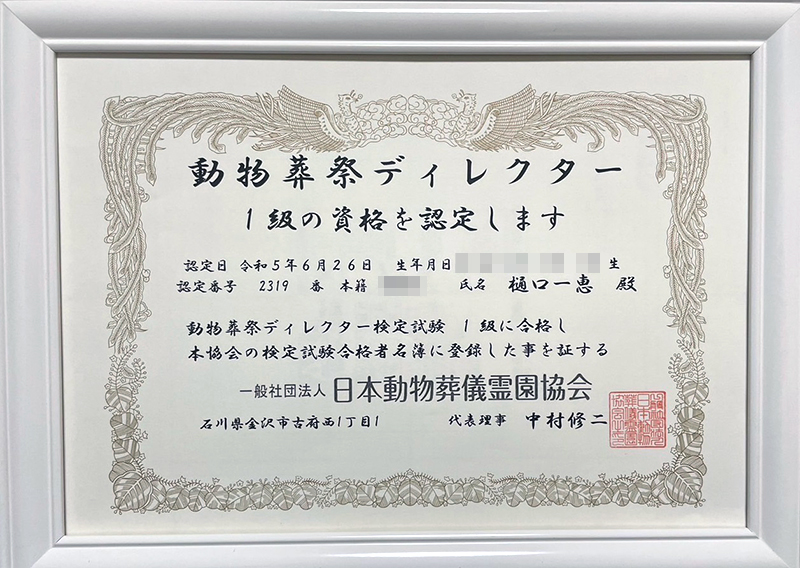 動物葬祭ディレクター
1級の資格を認定します
認定日 令和5年6月26日 生年月日 生
認定番号 2319 番 本籍 氏名 樋口一惠 殿
動物葬祭ディレクター検定試験 1級に合格し
本協会の検定試験合格者名簿に登録した事を証する
一般社団法人 日本動物葬儀霊園協会
石川県金沢市古府西1丁目1 代表理事 中村修二